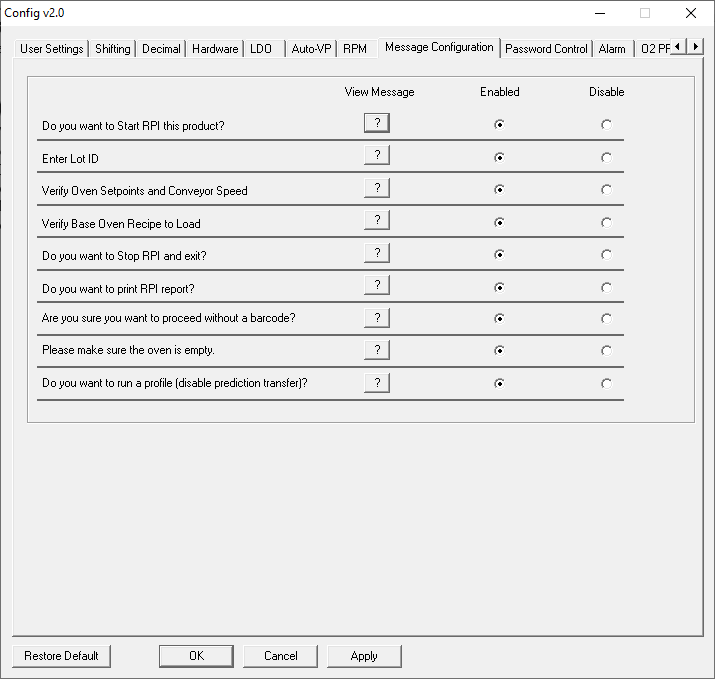 Config v2.0
User Settings Shifting Decimal Hardware LDO Auto-VP RPM Message Configuration Password Control Alarm O2 PP
View Message Enabled Disable
Do you want to Start RPI this product? ?
Enter Lot ID ?
Verify Oven Setpoints and Conveyor Speed ?
Verify Base Oven Recipe to Load ?
Do you want to Stop RPI and exit? ?
Do you want to print RPI report? ?
Are you sure you want to proceed without a barcode? ?
Please make sure the oven is empty. ?
Do you want to run a profile (disable prediction transfer)? ?
Restore Default OK Cancel Apply